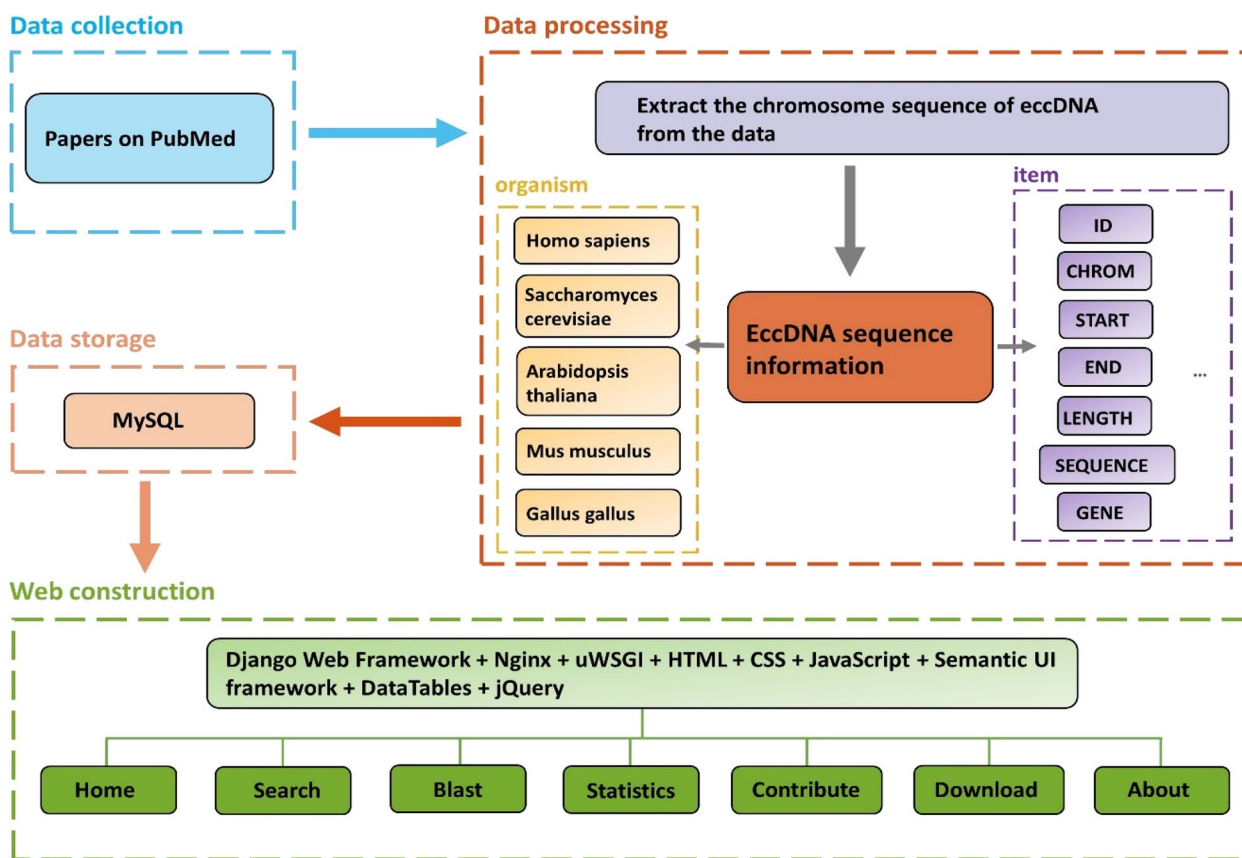 Data collection
Papers on PubMed
Data processing
Extract the chromosome sequence of eccDNA
from the data
organism
Homo sapiens
Saccharomyces
cerevisiae
Arabidopsis
thaliana
Mus musculus
Gallus gallus
EccDNA sequence
information
item
ID
CHROM
START
END
...
LENGTH
SEQUENCE
GENE
Data storage
MySQL
Web construction
Django Web Framework + Nginx + uWSGI + HTML + CSS + JavaScript + Semantic UI
framework + DataTables + jQuery
Home
Search
Blast
Statistics
Contribute
Download
About